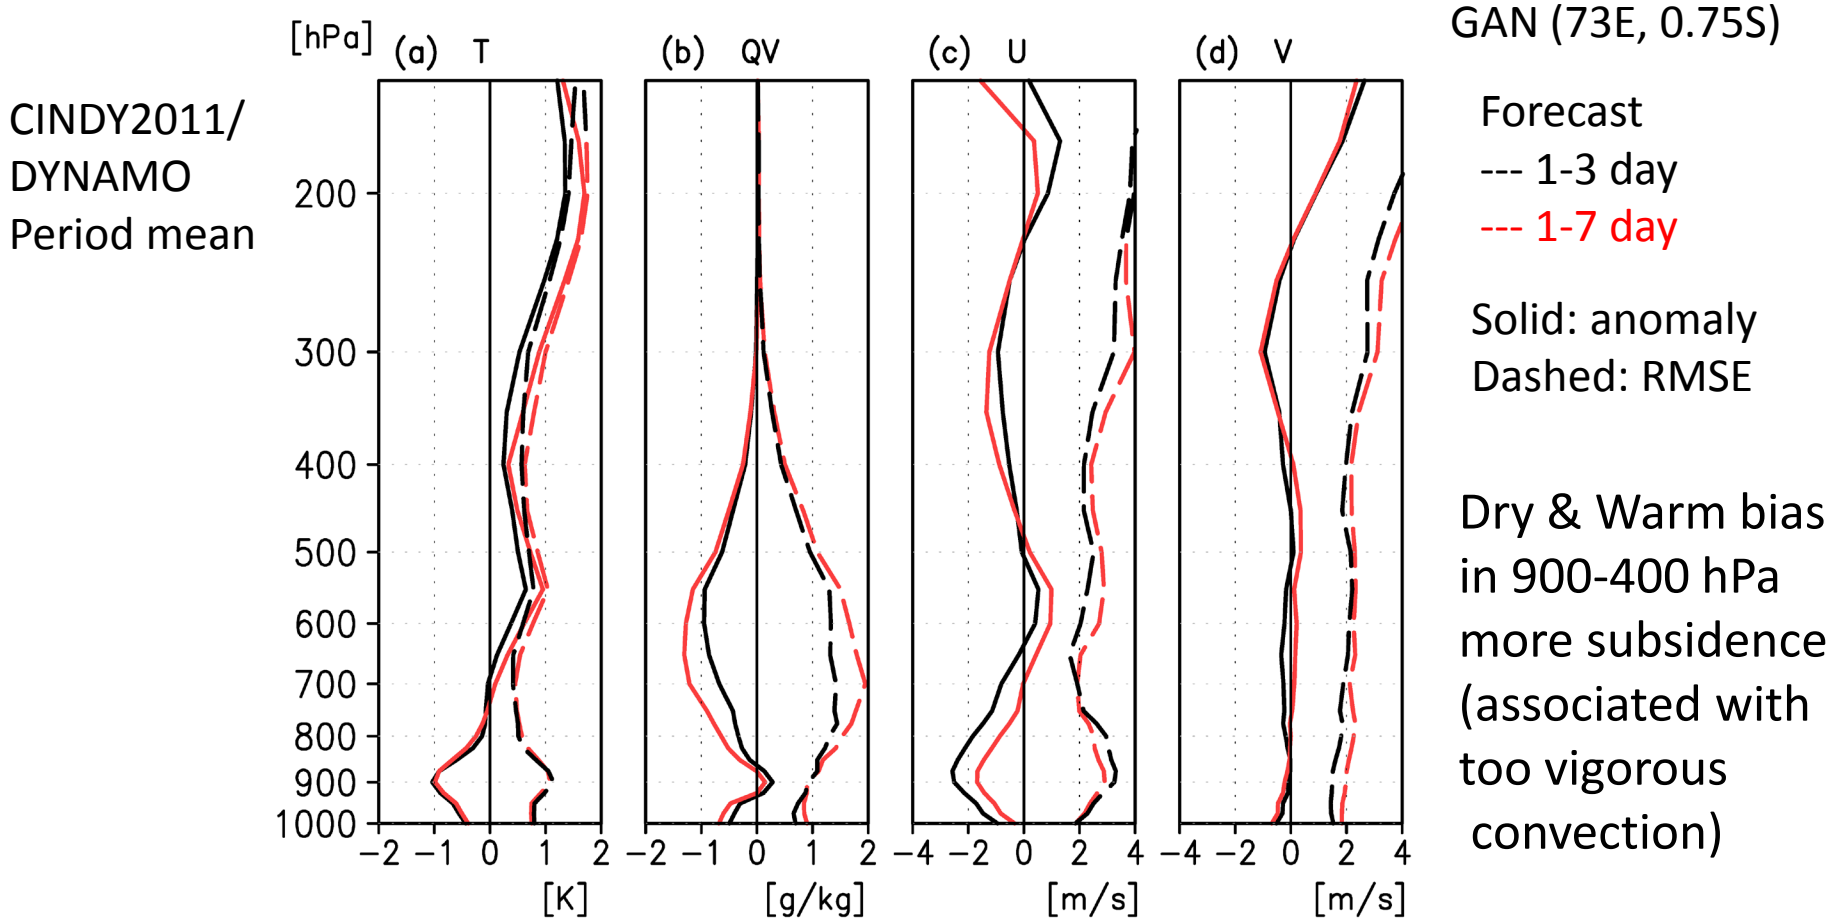 GAN (73E, 0.75S)
[hPa] (a) T (b) QV (c) U (d) V
CINDY2011/
DYNAMO
Period mean
Forecast
--- 1-3 day
--- 1-7 day
Solid: anomaly
Dashed: RMSE
Dry & Warm bias
in 900-400 hPa
more subsidence
(associated with
too vigorous
convection)
200
300
400
500
600
700
800
900
1000
−2 −1 0 1 2 −2 −1 0 1 2 −4 −2 0 2 4 −4 −2 0 2 4
[K] [g/kg] [m/s] [m/s]